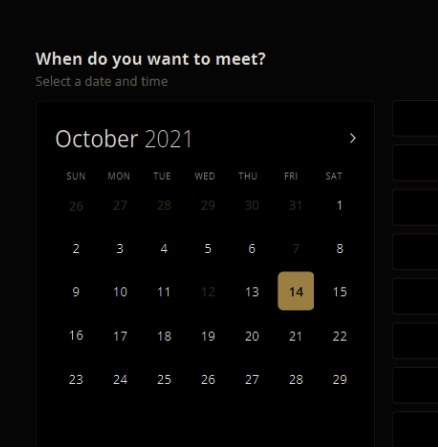 When do you want to meet?
Select a date and time
October 2021
SUN MON TUE WED THU FRI SAT
26 27 28 29 30 31 1
2 3 4 5 6 7 8
9 10 11 12 13 14 15
16 17 18 19 20 21 22
23 24 25 26 27 28 29